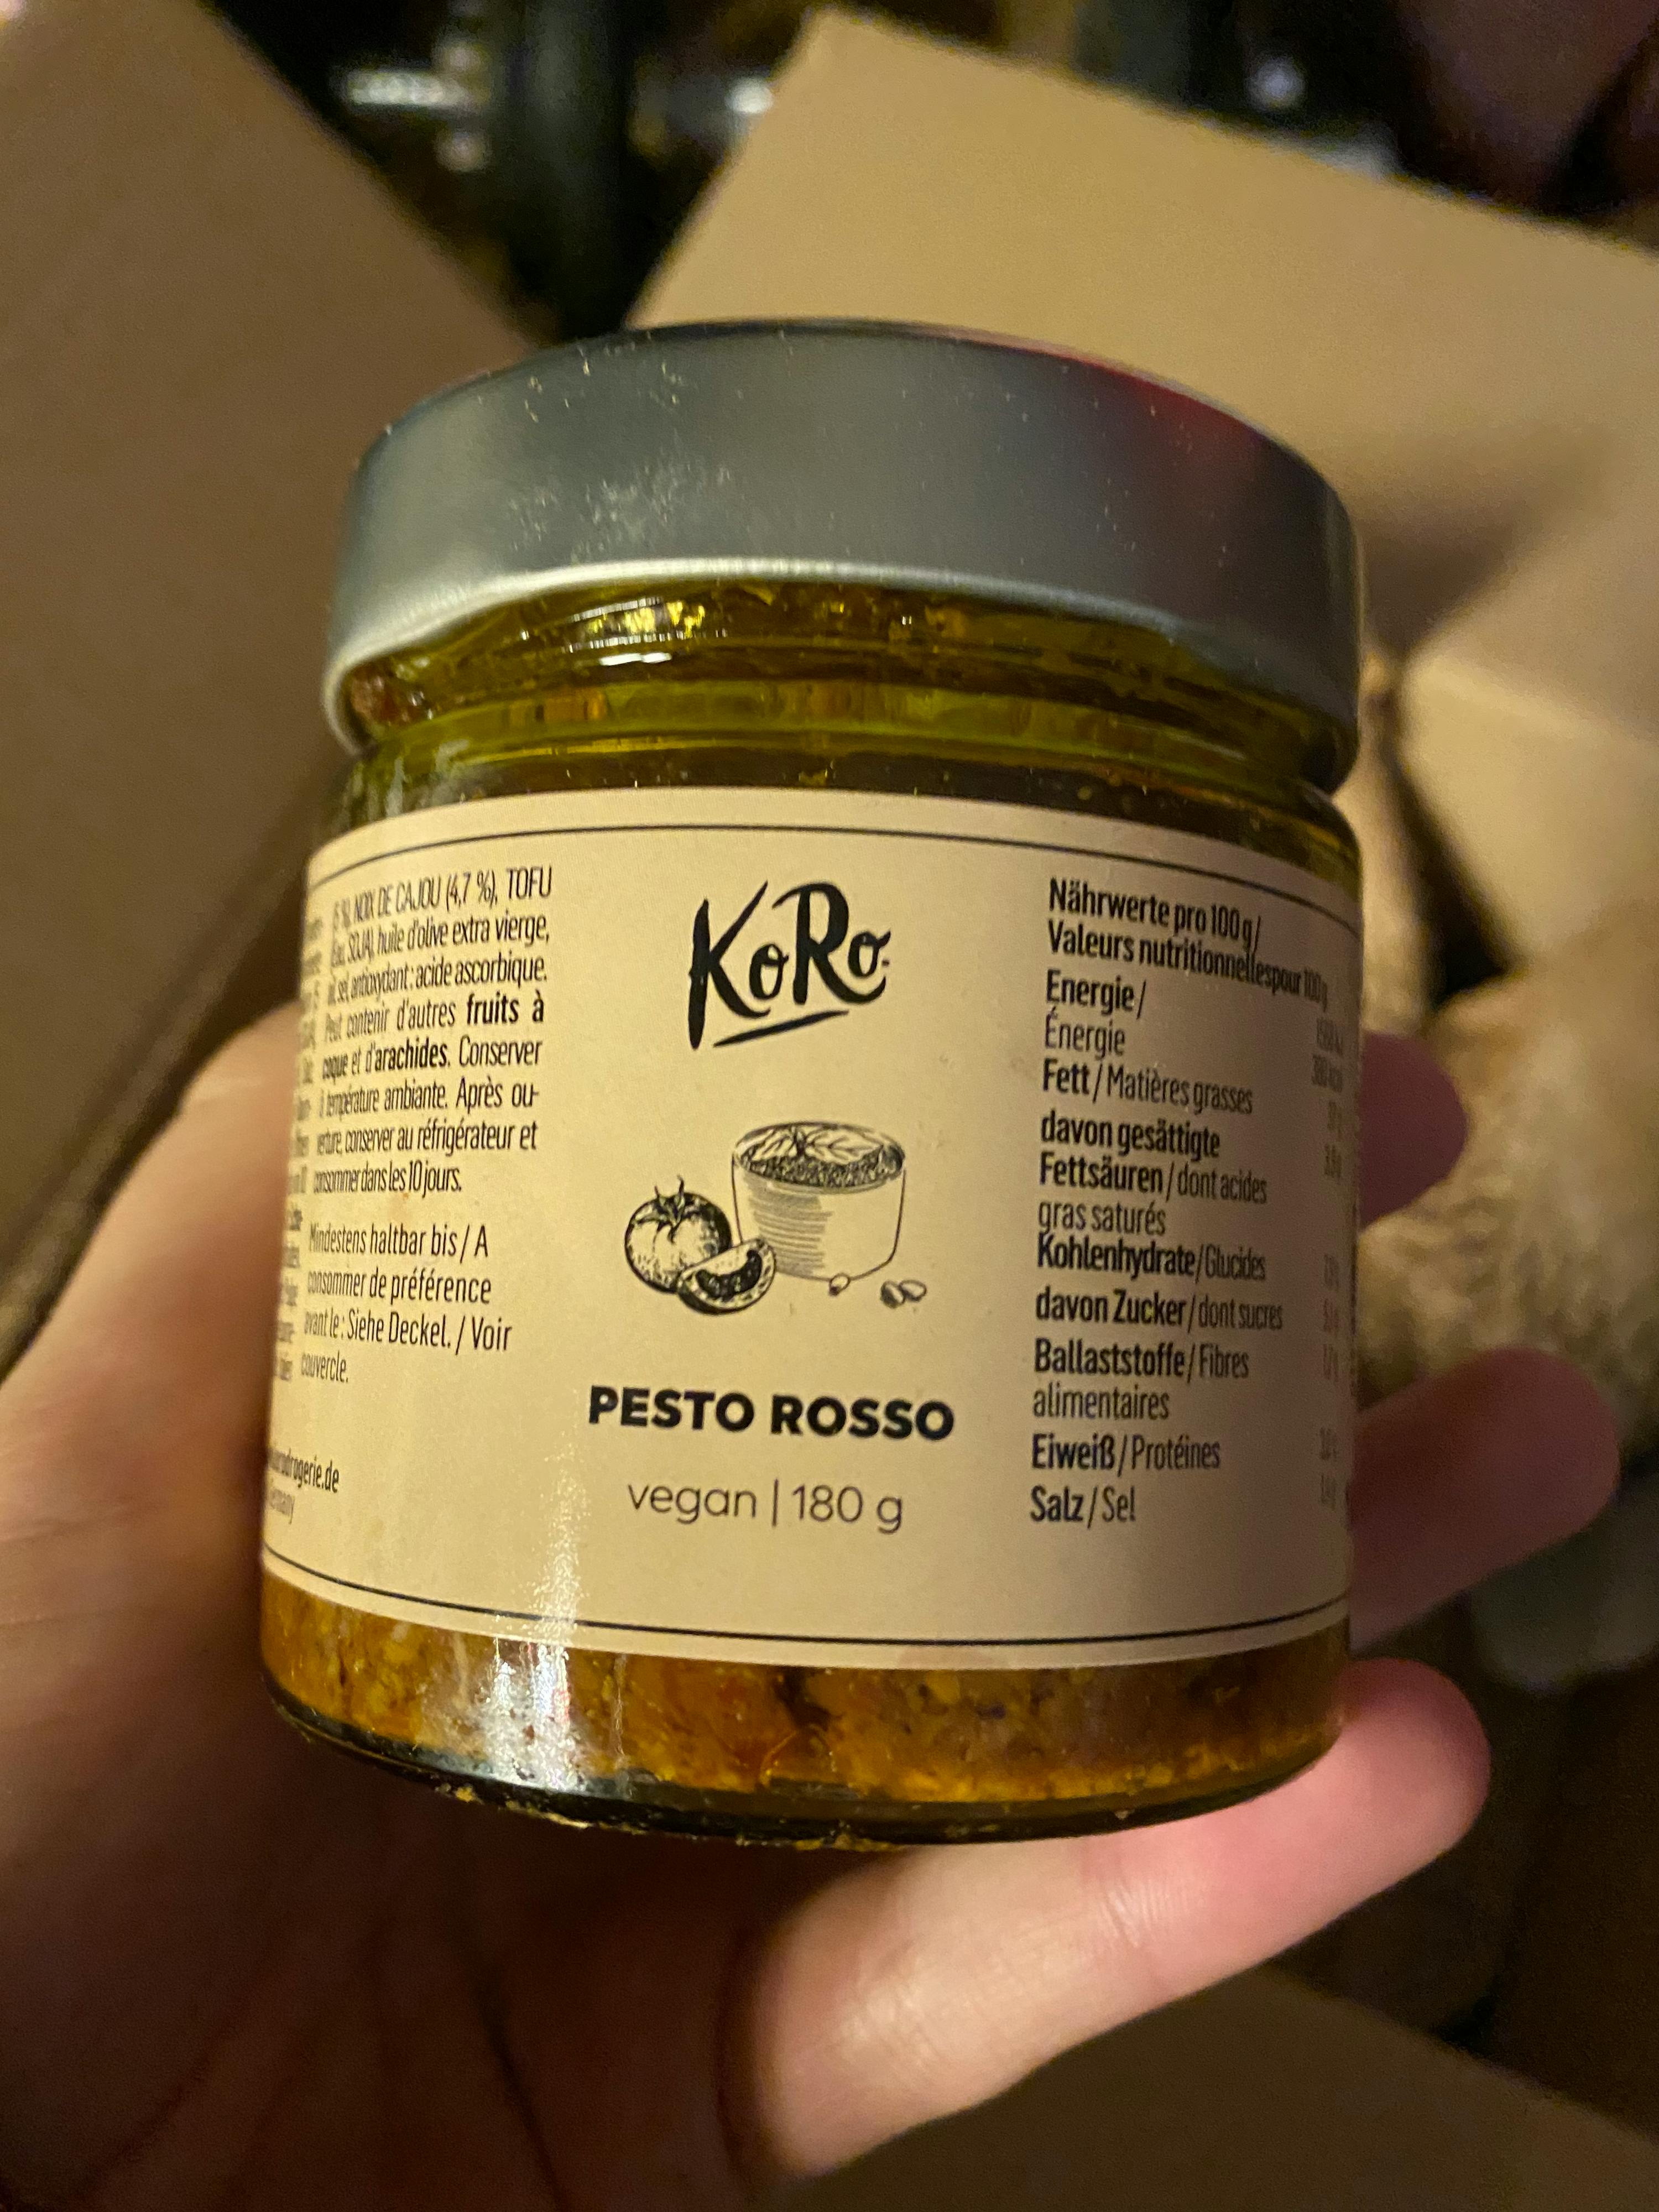 NOIX DE CAJOU (4,7 %), TOFU
SOJA), huile d'olive extra vierge,
sel, antioxydant : acide ascorbique.
Peut contenir d'autres fruits à
coque et d'arachides. Conserver
à température ambiante. Après ou-
verture, conserver au réfrigérateur et
consommer dans les 10 jours.
Mindestens haltbar bis / A
consommer de préférence
avant le : Siehe Deckel. / Voir
couvercle.
KoRo
PESTO ROSSO
vegan | 180 g
Nährwerte pro 100 g /
Valeurs nutritionnelles pour 100 g
Energie /
Énergie
Fett / Matières grasses
davon gesättigte
Fettsäuren / dont acides
gras saturés
Kohlenhydrate / Glucides
davon Zucker / dont sucres
Ballaststoffe / Fibres
alimentaires
Eiweiß / Protéines
Salz / Sel